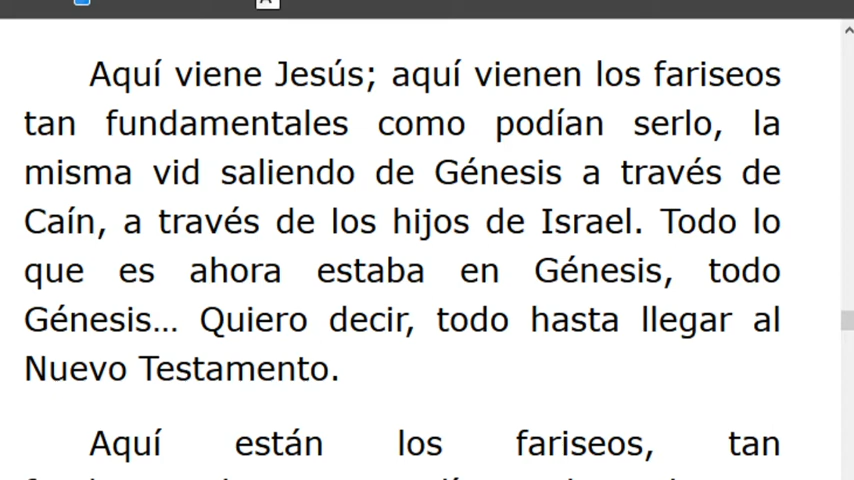 Aquí viene Jesús; aquí vienen los fariseos
tan fundamentales como podían serlo, la
misma vid saliendo de Génesis a través de
Caín, a través de los hijos de Israel. Todo lo
que es ahora estaba en Génesis, todo
Génesis... Quiero decir, todo hasta llegar al
Nuevo Testamento.
Aquí están los fariseos, tan